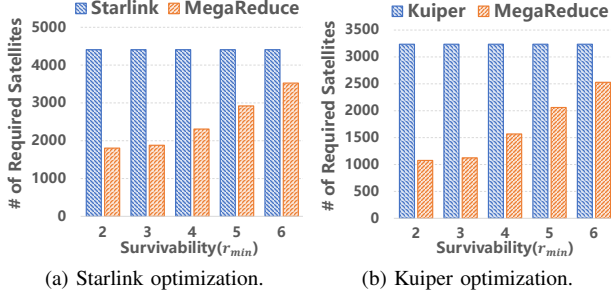 Starlink MegaReduce
# of Required Satellites
5000
4000
3000
2000
1000
0
2 3 4 5 6
Survivability(r_min)
(a) Starlink optimization.
Kuiper MegaReduce
# of Required Satellites
3500
3000
2500
2000
1500
1000
500
0
2 3 4 5 6
Survivability(r_min)
(b) Kuiper optimization.